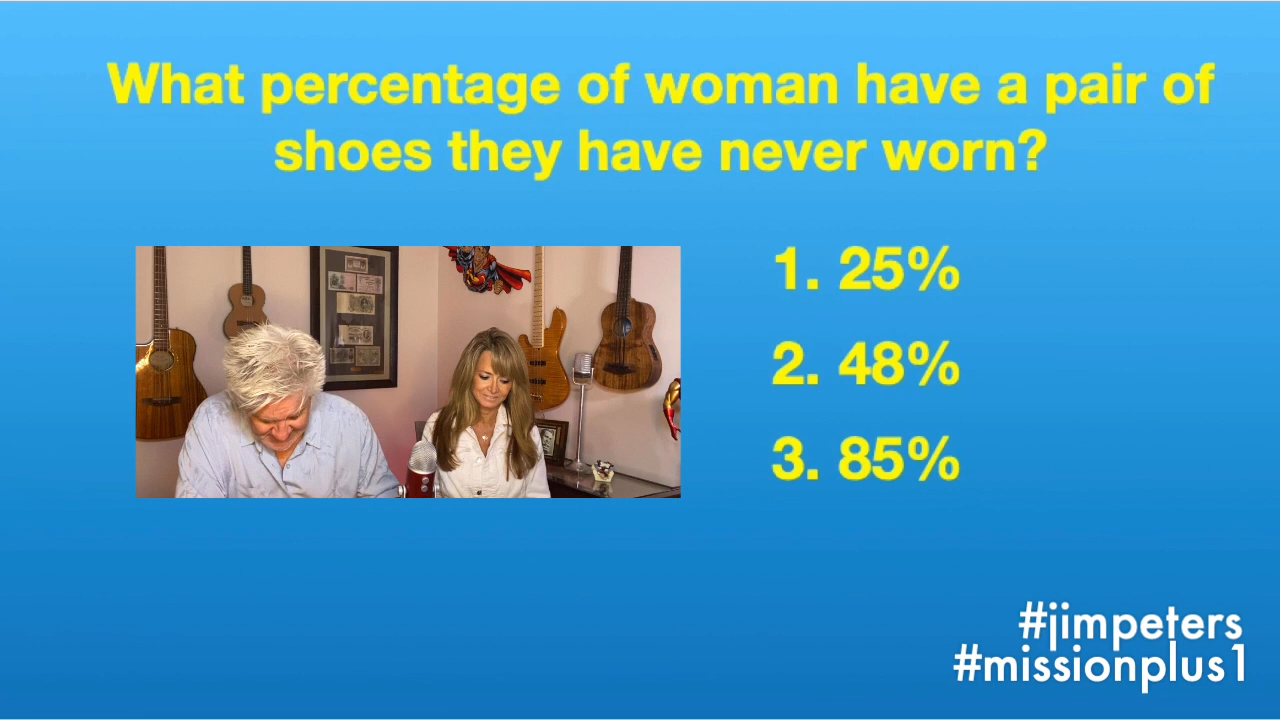 What percentage of woman have a pair of
shoes they have never worn?
1. 25%
2. 48%
3. 85%
#jimpeters
#missionplus1